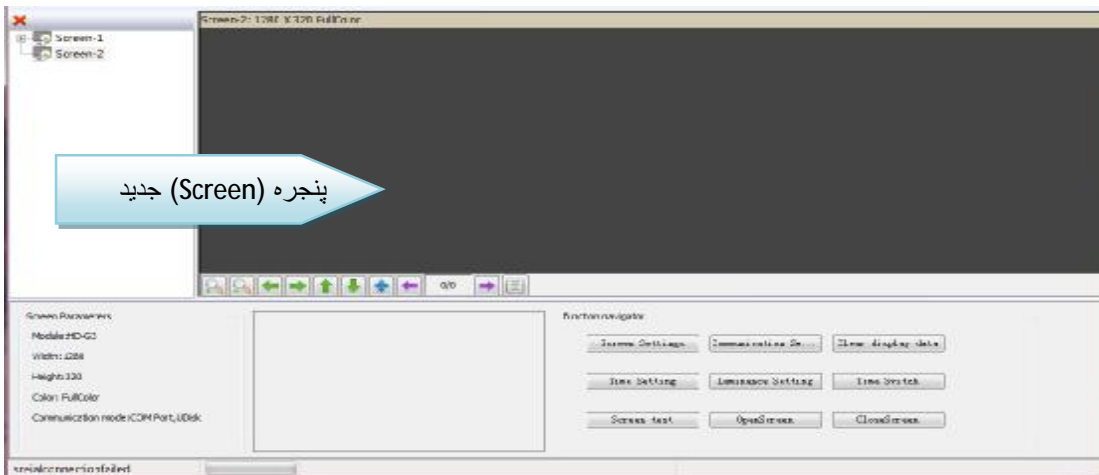 Screen-2: 1280 X 320 FullColor
Screen-1
Screen-2
پنجره (Screen) جدید
0/0
Screen Parameters
Module:HD-G3
Width: 1280
Height: 320
Color: FullColor
Communication mode:COM Port,UDisk
Function navigator
Screen Settings
Communication Se...
Clear display data
Time Setting
Luminance Setting
Time Switch
Screen test
OpenScreen
CloseScreen